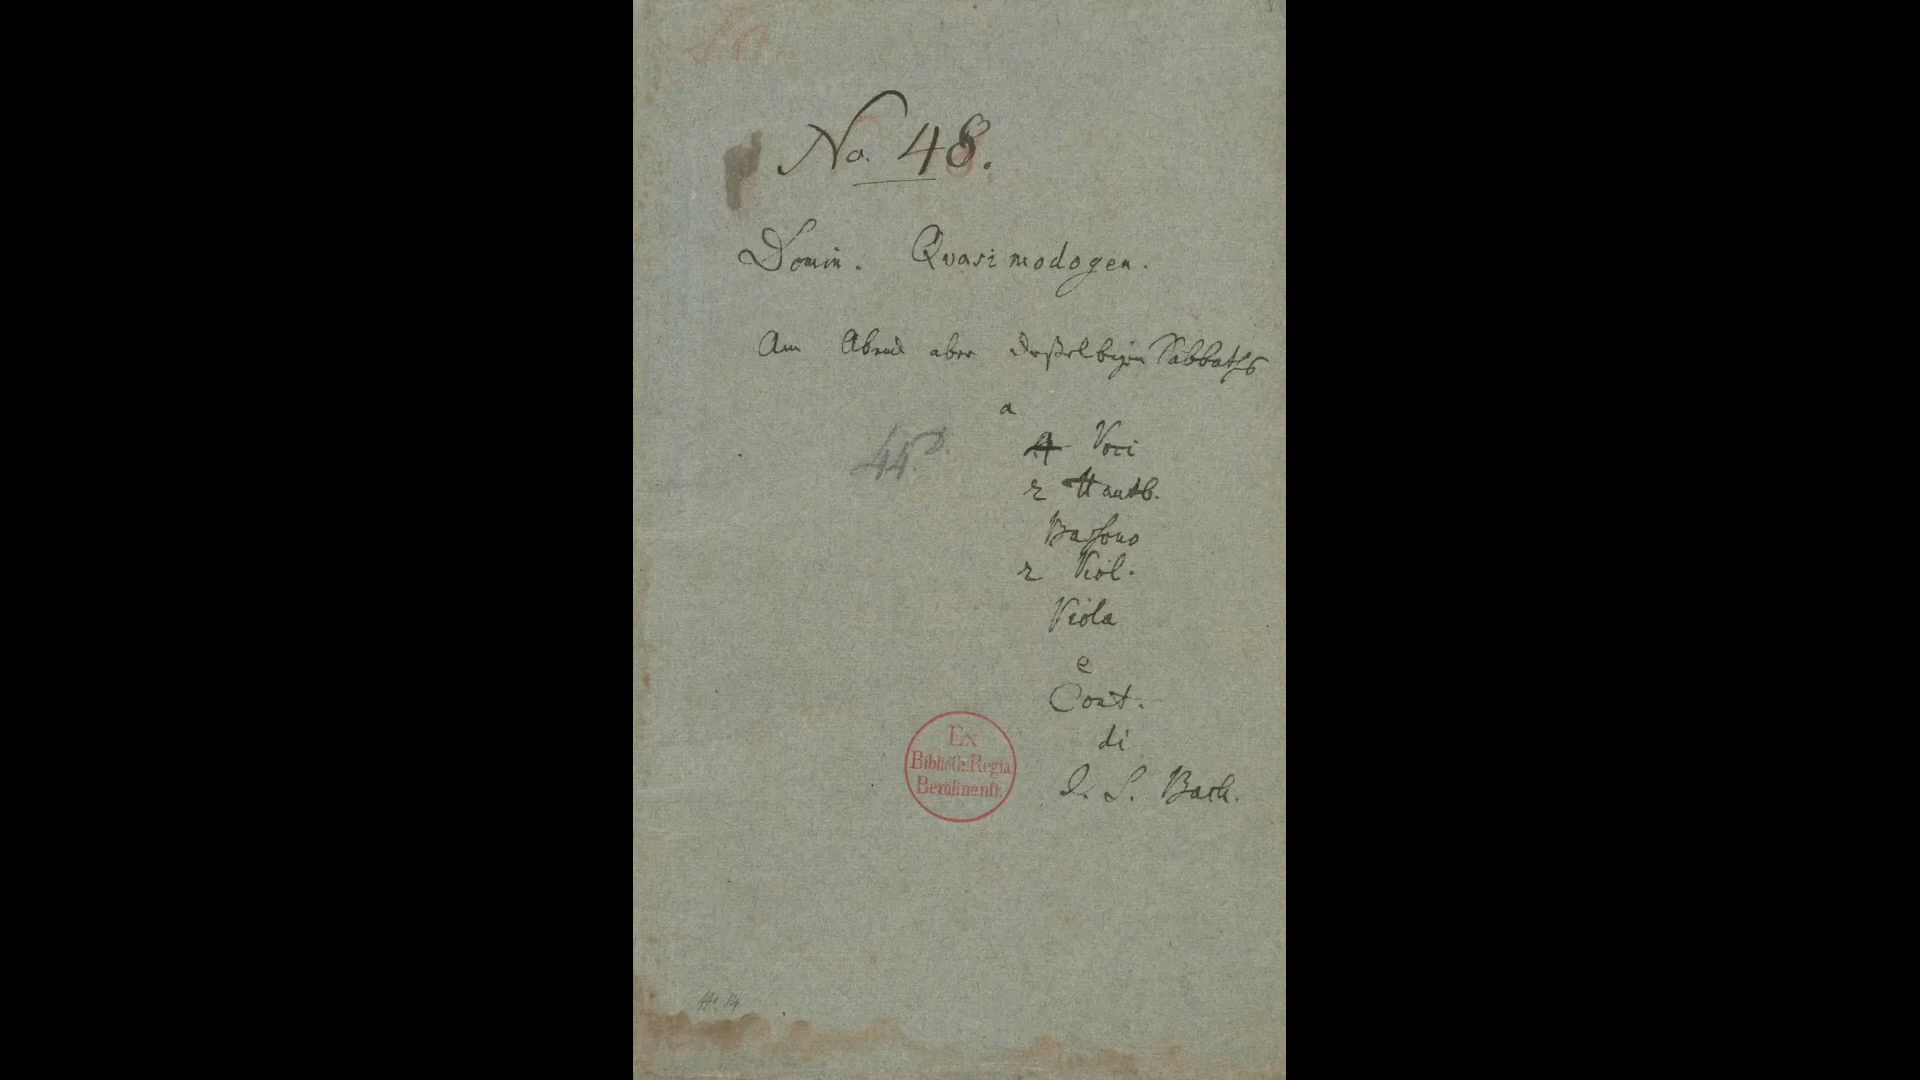 No. 48.
Domin. Quasimodogen.
Am Abend aber deßelbigen Sabbaths
a
4 Voci
2 Hautb.
Bassono
2 Viol.
Viola
e
Cont.
di
J. S. Bach.
Ex
Biblioth. Regia
Berolinensi.